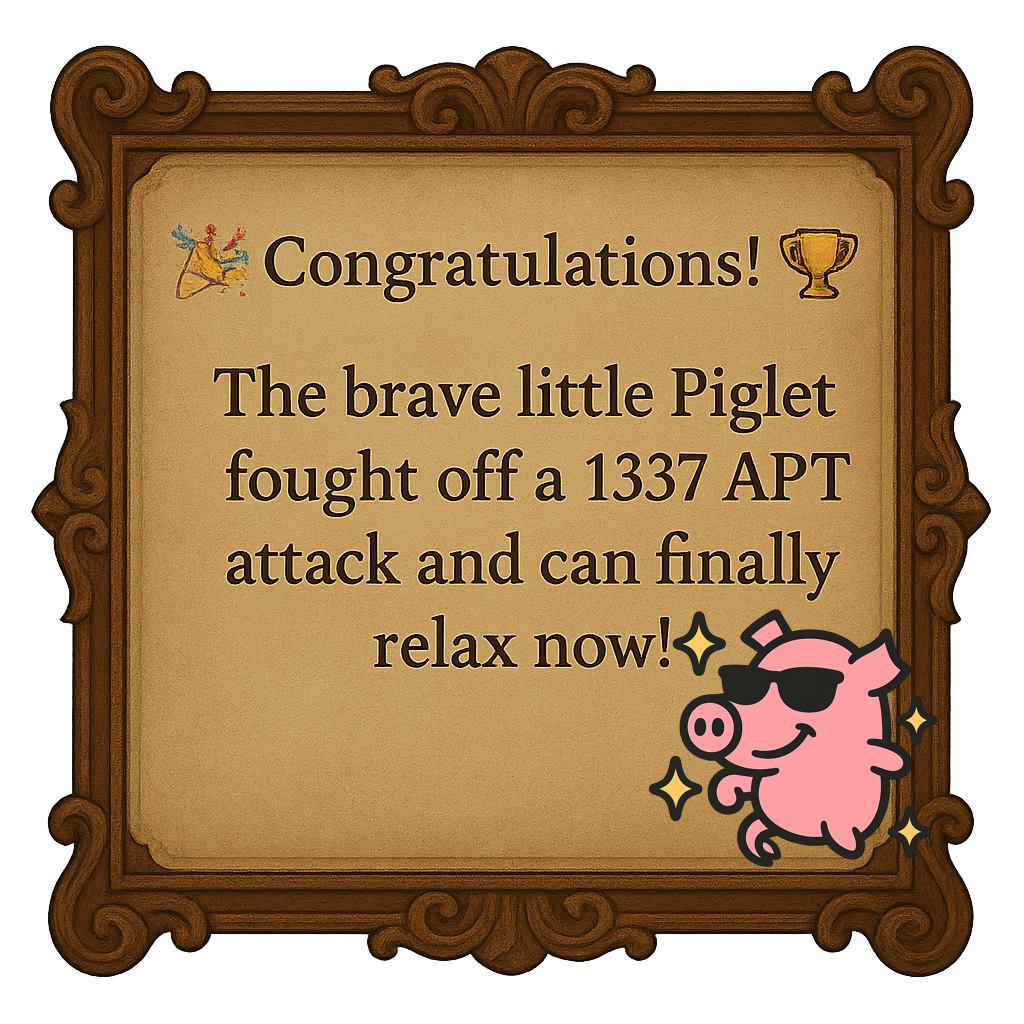 Congratulations!
The brave little Piglet
fought off a 1337 APT
attack and can finally
relax now!